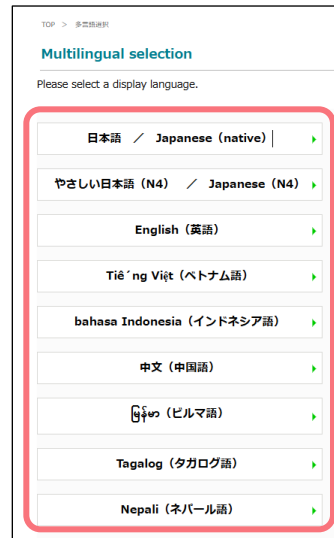 TOP > 多言語選択
Multilingual selection
Please select a display language.
日本語 ／ Japanese（native）
やさしい日本語（N4） ／ Japanese（N4）
English（英語）
Tiê´ng Việt（ベトナム語）
bahasa Indonesia（インドネシア語）
中文（中国語）
မြန်မာ（ビルマ語）
Tagalog（タガログ語）
Nepali（ネパール語）